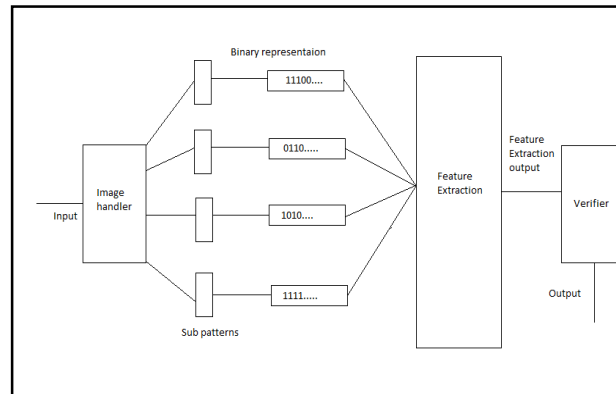 Binary representaion
11100....
0110.....
1010....
1111.....
Input
Image
handler
Sub patterns
Feature
Extraction
Feature
Extraction
output
Verifier
Output